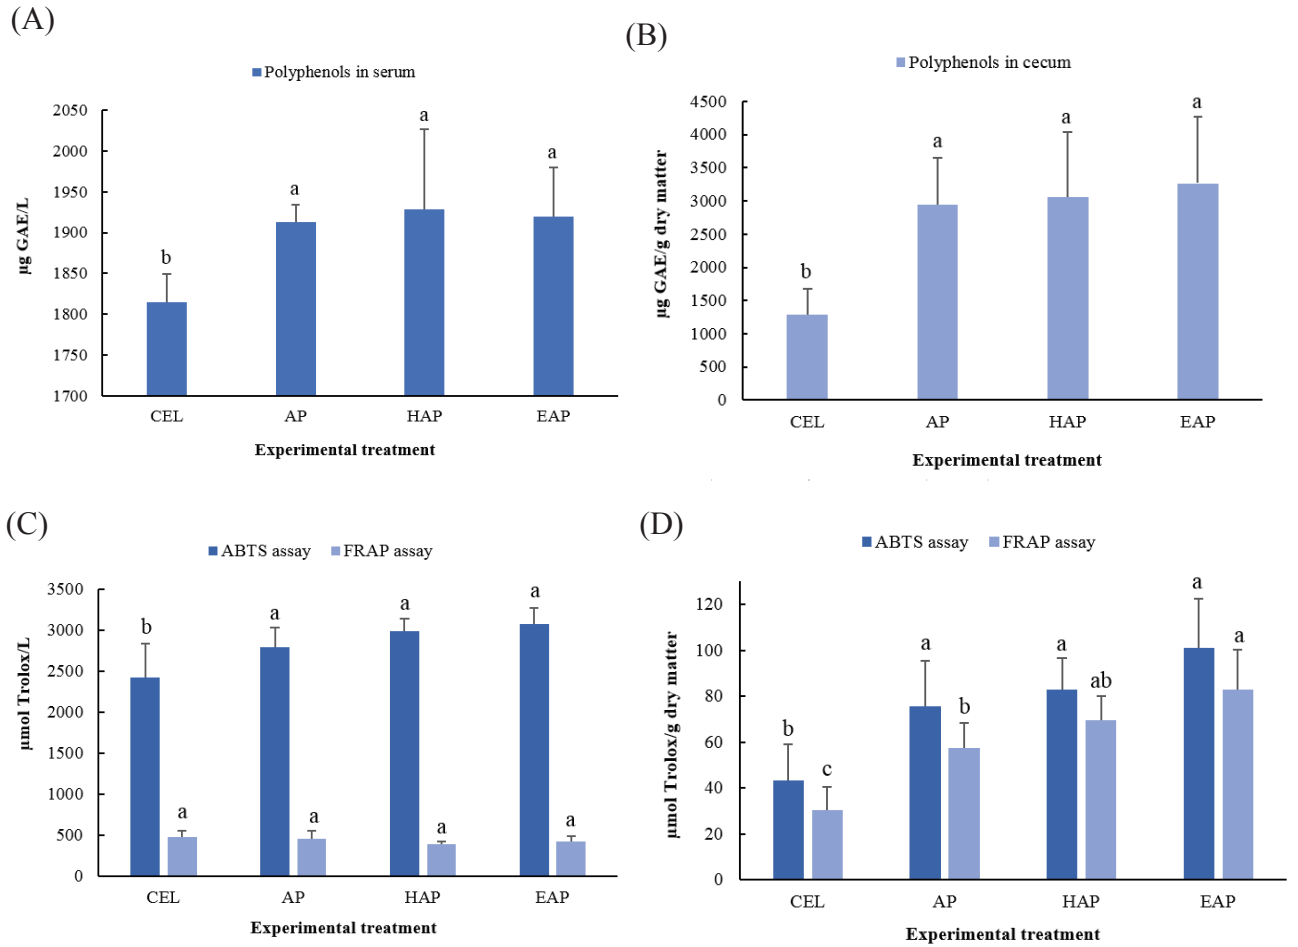 (A)
Polyphenols in serum
µg GAE/L
2050
2000
1950
1900
1850
1800
1750
1700
b
a
a
a
CEL AP HAP EAP
Experimental treatment
(B)
Polyphenols in cecum
µg GAE/g dry matter
4500
4000
3500
3000
2500
2000
1500
1000
500
0
b
a
a
a
CEL AP HAP EAP
Experimental treatment
(C)
ABTS assay FRAP assay
µmol Trolox/L
3500
3000
2500
2000
1500
1000
500
0
b
a
a
a
a
a
a
a
CEL AP HAP EAP
Experimental treatment
(D)
ABTS assay FRAP assay
µmol Trolox/g dry matter
120
100
80
60
40
20
0
b
c
a
b
a
ab
a
a
CEL AP HAP EAP
Experimental treatment